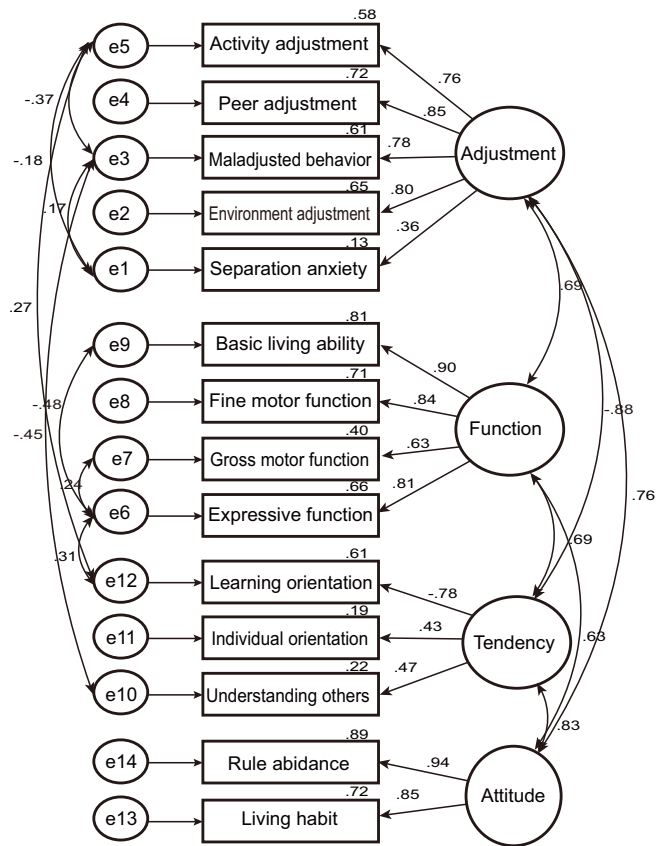 .58
e5
Activity adjustment
.76
.72
-.37
e4
Peer adjustment
.85
.61
-.18
e3
Maladjusted behavior
.78
Adjustment
.65
.17
e2
Environment adjustment
.80
.13
.36
e1
Separation anxiety
.69
.27
.81
e9
Basic living ability
.90
.71
-.48
e8
Fine motor function
.84
-.88
Function
-.45
.40
e7
Gross motor function
.63
.24
.66
.76
e6
Expressive function
.81
.69
.31
.61
e12
Learning orientation
-.78
.19
e11
Individual orientation
.43
Tendency
.63
.22
e10
Understanding others
.47
.83
.89
e14
Rule abidance
.94
.72
Attitude
e13
Living habit
.85